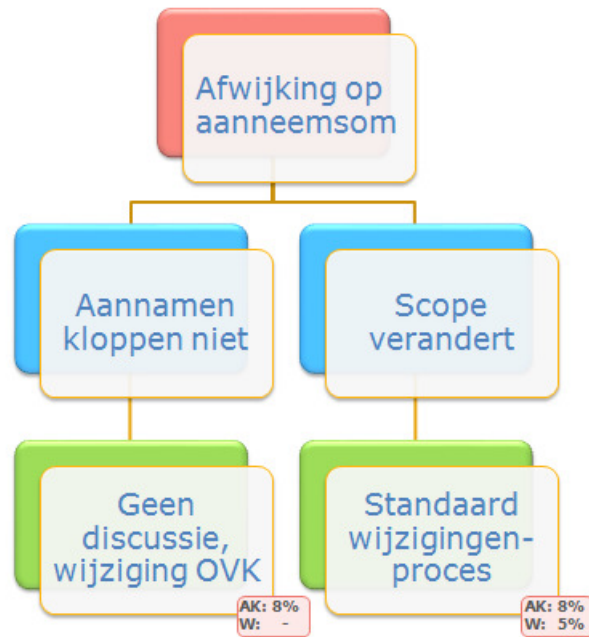 Afwijking op
aanneemsom
Aannamen
kloppen niet
Scope
verandert
Geen
discussie,
wijziging OVK
AK: 8%
W: -
Standaard
wijzigingen-
proces
AK: 8%
W: 5%